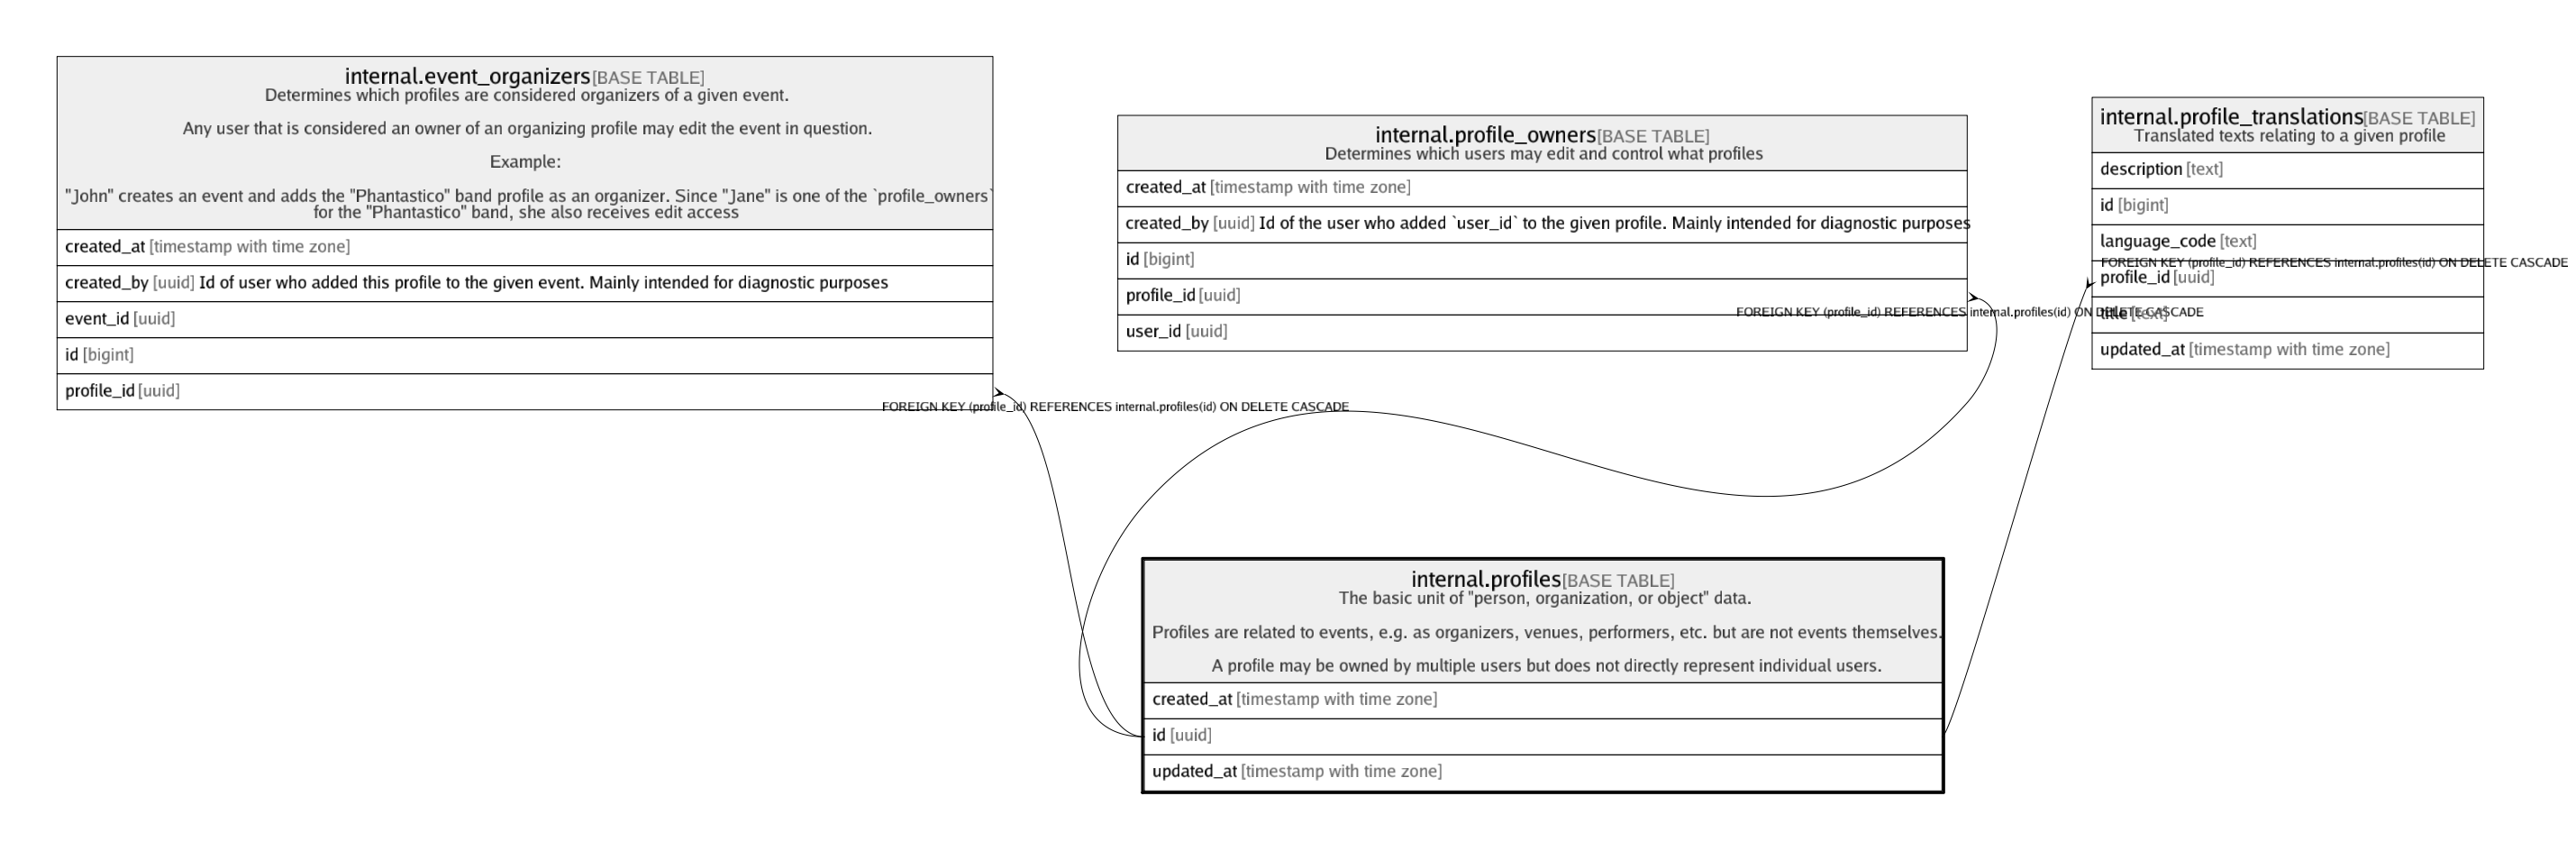 internal.event_organizers[BASE TABLE]
Determines which profiles are considered organizers of a given event.
Any user that is considered an owner of an organizing profile may edit the event in question.
Example:
"John" creates an event and adds the "Phantastico" band profile as an organizer. Since "Jane" is one of the `profile_owners`
for the "Phantastico" band, she also receives edit access
created_at [timestamp with time zone]
created_by [uuid] Id of user who added this profile to the given event. Mainly intended for diagnostic purposes
event_id [uuid]
id [bigint]
profile_id [uuid]
FOREIGN KEY (profile_id) REFERENCES internal.profiles(id) ON DELETE CASCADE
internal.profile_owners[BASE TABLE]
Determines which users may edit and control what profiles
created_at [timestamp with time zone]
created_by [uuid] Id of the user who added `user_id` to the given profile. Mainly intended for diagnostic purposes
id [bigint]
profile_id [uuid]
FOREIGN KEY (profile_id) REFERENCES internal.profiles(id) ON DELETE CASCADE
user_id [uuid]
internal.profile_translations[BASE TABLE]
Translated texts relating to a given profile
description [text]
id [bigint]
language_code [text]
FOREIGN KEY (profile_id) REFERENCES internal.profiles(id) ON DELETE CASCADE
profile_id [uuid]
title [text]
updated_at [timestamp with time zone]
internal.profiles[BASE TABLE]
The basic unit of "person, organization, or object" data.
Profiles are related to events, e.g. as organizers, venues, performers, etc. but are not events themselves.
A profile may be owned by multiple users but does not directly represent individual users.
created_at [timestamp with time zone]
id [uuid]
updated_at [timestamp with time zone]